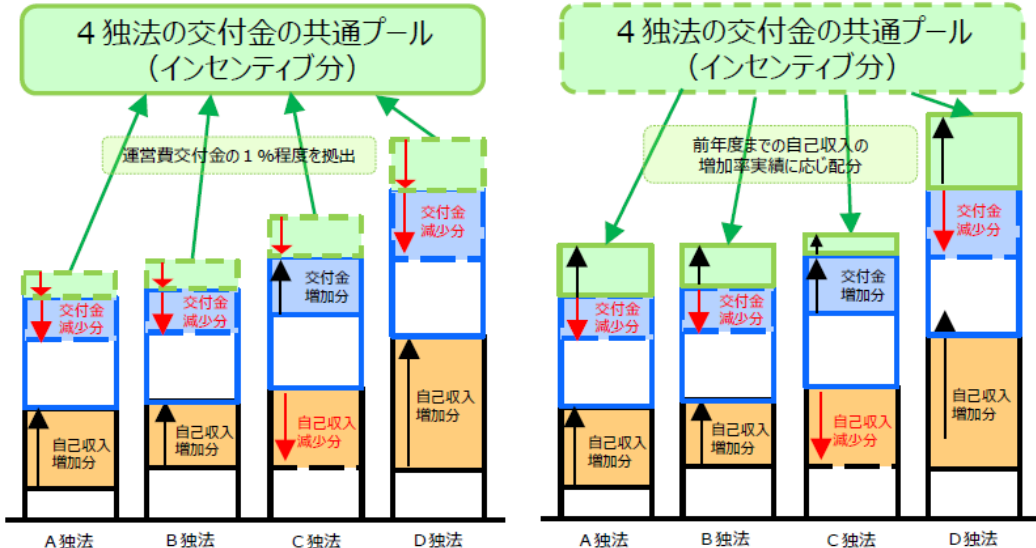 4独法の交付金の共通プール
（インセンティブ分）
運営費交付金の1%程度を拠出
交付金
減少分
交付金
減少分
交付金
増加分
交付金
減少分
自己収入
増加分
自己収入
増加分
自己収入
減少分
自己収入
増加分
A独法
B独法
C独法
D独法
4独法の交付金の共通プール
（インセンティブ分）
前年度までの自己収入の
増加率実績に応じ配分
交付金
減少分
交付金
減少分
交付金
増加分
交付金
減少分
自己収入
増加分
自己収入
増加分
自己収入
減少分
自己収入
増加分
A独法
B独法
C独法
D独法